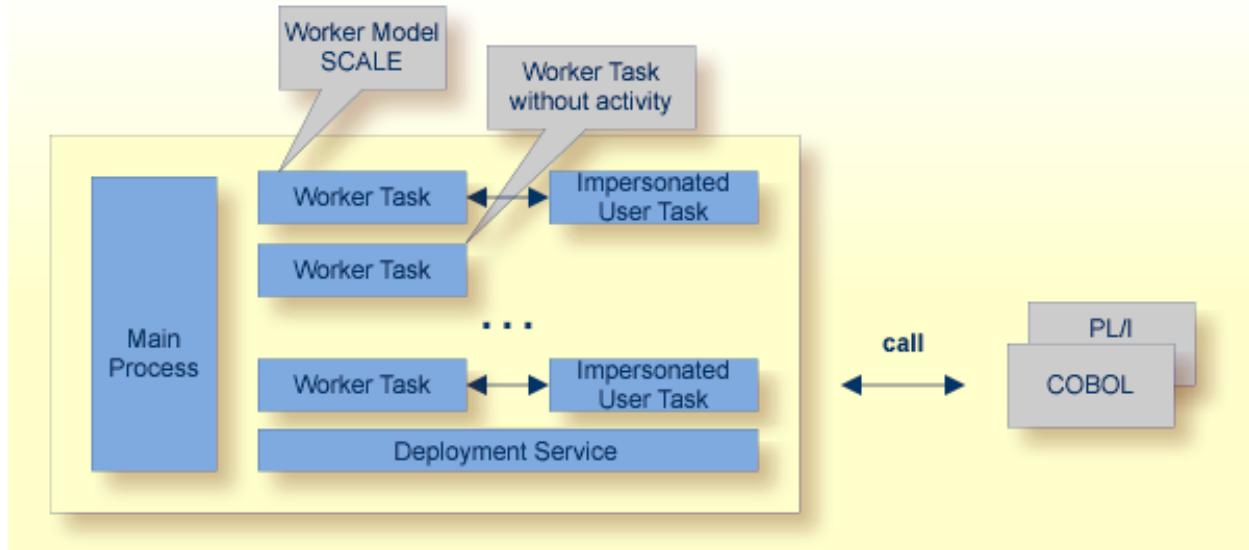 Worker Model
SCALE
Worker Task
without activity
Worker Task
Impersonated
User Task
Worker Task
...
Main
Process
Worker Task
Impersonated
User Task
Deployment Service
call
PL/I
COBOL